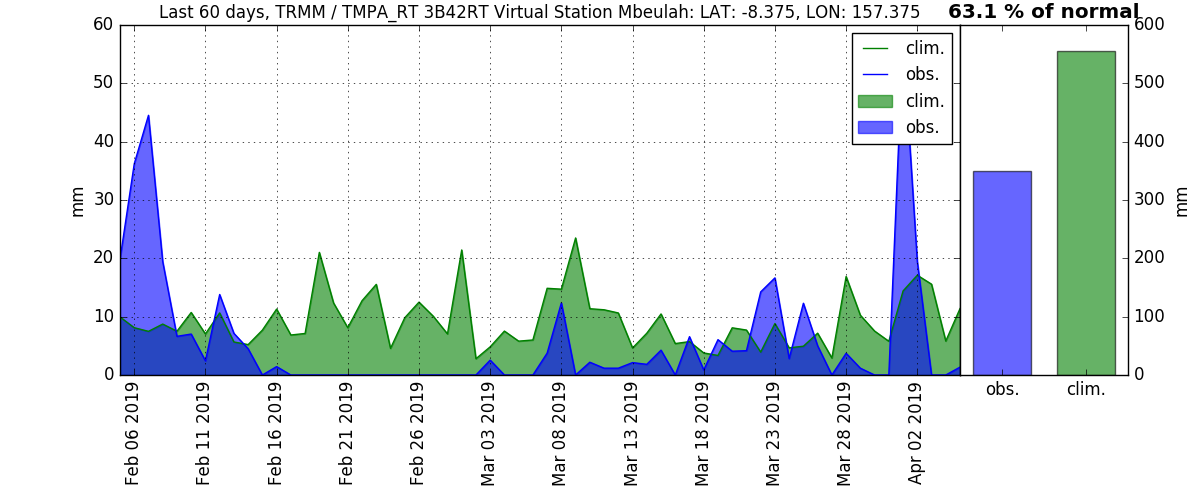 Last 60 days, TRMM / TMPA_RT 3B42RT Virtual Station Mbeulah: LAT: -8.375, LON: 157.375
63.1 % of normal
60
50
40
30
20
10
0
mm
clim.
obs.
clim.
obs.
600
500
400
300
200
100
0
mm
obs.
clim.
Feb 06 2019
Feb 11 2019
Feb 16 2019
Feb 21 2019
Feb 26 2019
Mar 03 2019
Mar 08 2019
Mar 13 2019
Mar 18 2019
Mar 23 2019
Mar 28 2019
Apr 02 2019